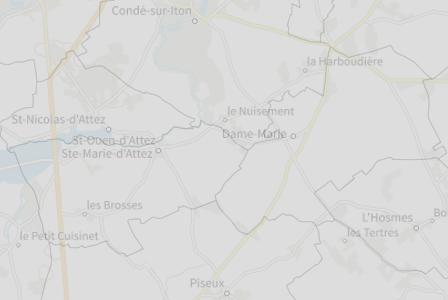 Condé-sur-Iton
la Harboudière
le Nuisement
St-Nicolas-d'Attez
Dame-Marie
St-Ouen-d'Attez
Ste-Marie-d'Attez
les Brosses
L'Hosmes
Bo
les Tertres
le Petit Cuisinet
Piseux